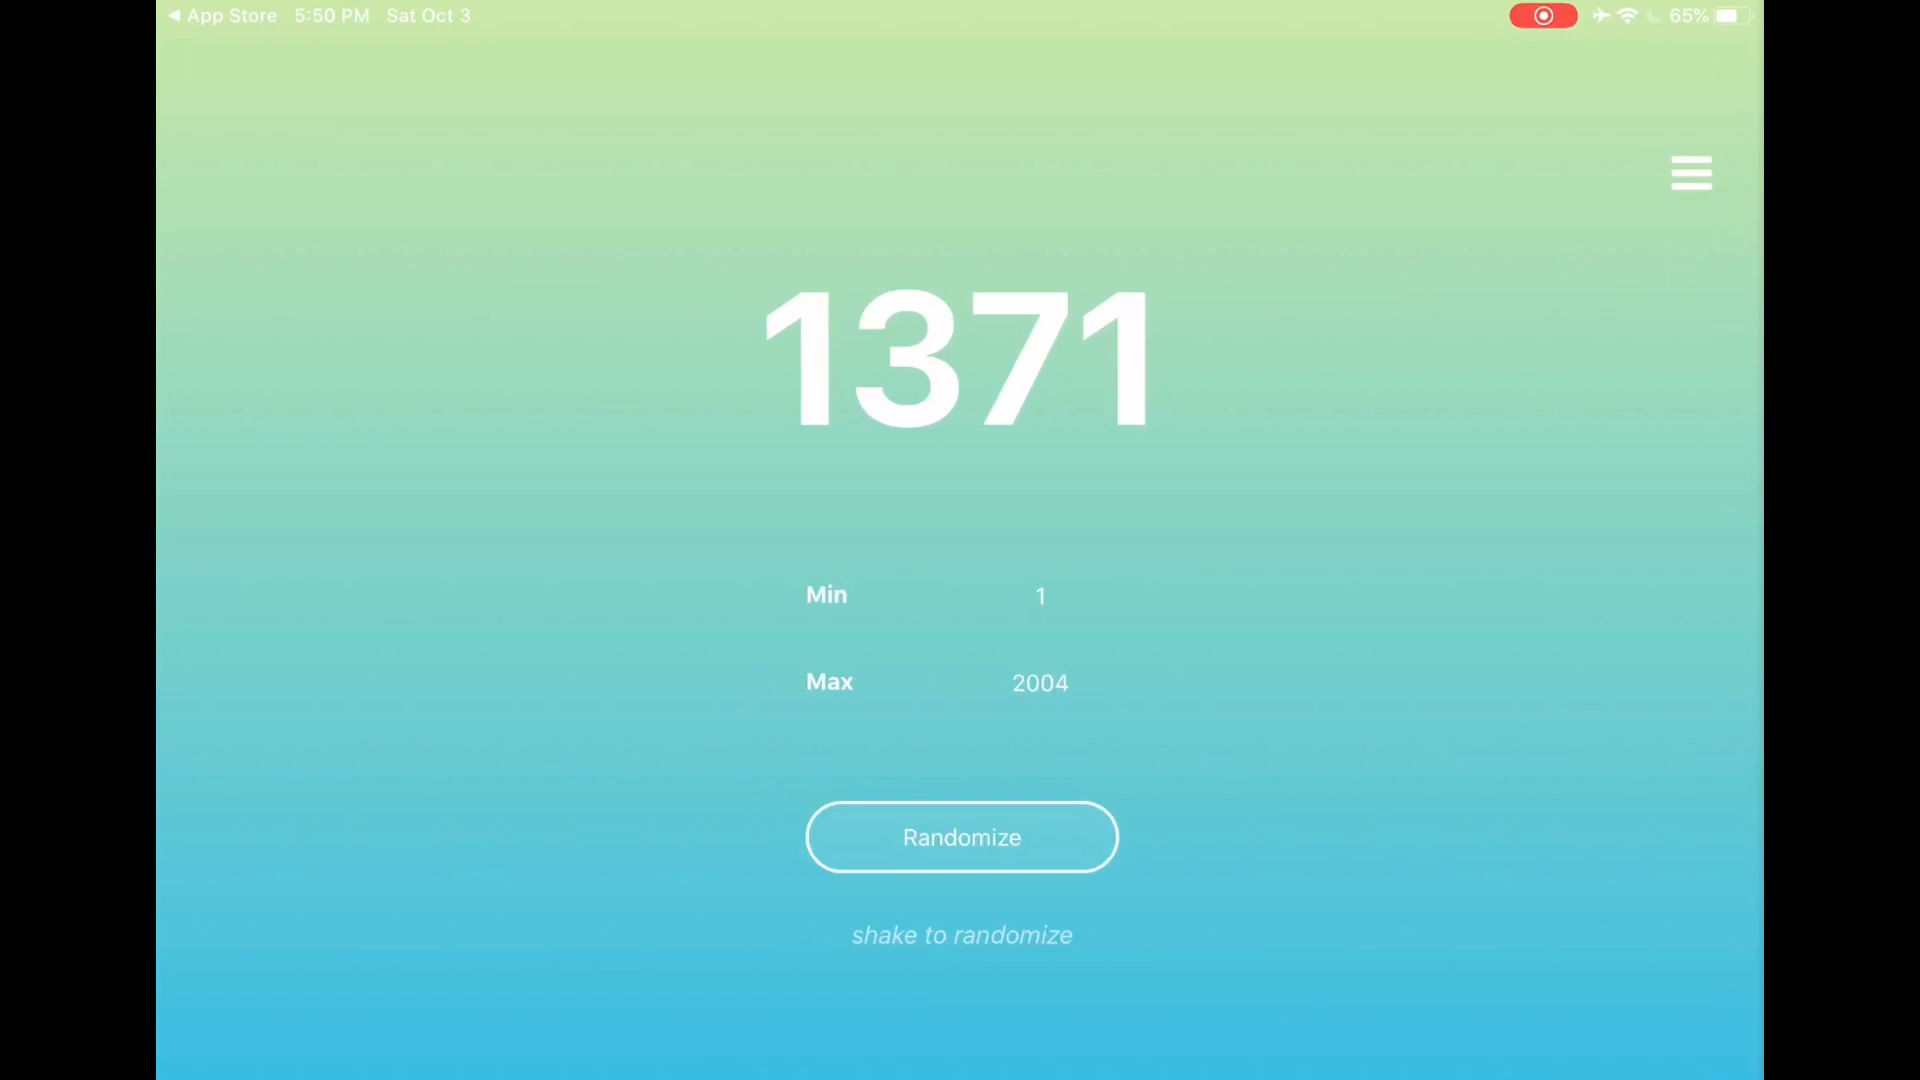 ◀ App Store 5:50 PM Sat Oct 3 65%
1371
Min 1
Max 2004
Randomize
shake to randomize